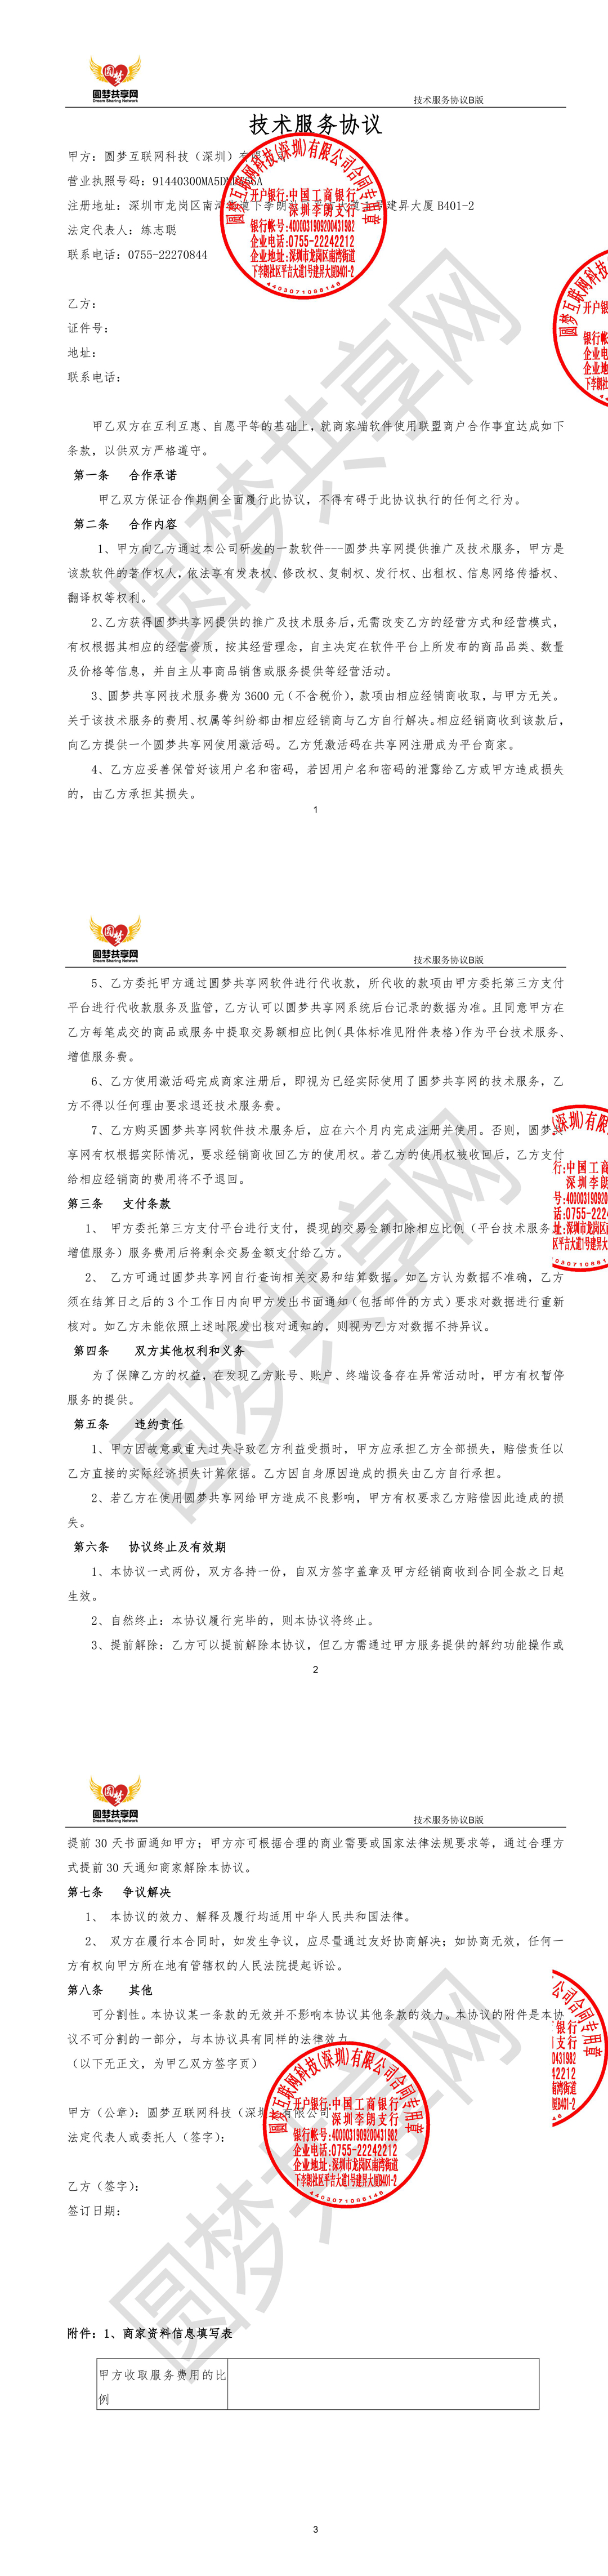 圆梦
圆梦共享网
Dream Sharing Network
技术服务协议B版
技术服务协议
甲方：圆梦互联网科技（深圳）有限
营业执照号码：91440300MA5D
注册地址：深圳市龙岗区南湾街道下李朗 建昇大厦 B401-2
法定代表人：练志聪
联系电话：0755-22270844
圆梦互联网科技(深圳)有限公司合同专用章
开户银行:中国工商银行
深圳李朗支行
银行帐号:4000031909200431982
企业电话:0755-22242212
企业地址:深圳市龙岗区南湾街道
下李朗社区平吉大道1号建昇大厦B401-2
4403071088146
乙方：
证件号：
地址：
联系电话：
甲乙双方在互利互惠、自愿平等的基础上，就商家端软件使用联盟商户合作事宜达成如下
条款，以供双方严格遵守。
第一条 合作承诺
甲乙双方保证合作期间全面履行此协议，不得有碍于此协议执行的任何之行为。
第二条 合作内容
1、甲方向乙方通过本公司研发的一款软件---圆梦共享网提供推广及技术服务，甲方是
该款软件的著作权人，依法享有发表权、修改权、复制权、发行权、出租权、信息网络传播权、
翻译权等权利。
2、乙方获得圆梦共享网提供的推广及技术服务后，无需改变乙方的经营方式和经营模式，
有权根据其相应的经营资质，按其经营理念，自主决定在软件平台上所发布的商品品类、数量
及价格等信息，并自主从事商品销售或服务提供等经营活动。
3、圆梦共享网技术服务费为 3600 元（不含税价），款项由相应经销商收取，与甲方无关。
关于该技术服务的费用、权属等纠纷都由相应经销商与乙方自行解决。相应经销商收到该款后，
向乙方提供一个圆梦共享网使用激活码。乙方凭激活码在共享网注册成为平台商家。
4、乙方应妥善保管好该用户名和密码，若因用户名和密码的泄露给乙方或甲方造成损失
的，由乙方承担其损失。
圆梦共享网
1
圆梦
圆梦共享网
Dream Sharing Network
技术服务协议B版
5、乙方委托甲方通过圆梦共享网软件进行代收款，所代收的款项由甲方委托第三方支付
平台进行代收款服务及监管，乙方认可以圆梦共享网系统后台记录的数据为准。且同意甲方在
乙方每笔成交的商品或服务中提取交易额相应比例（具体标准见附件表格）作为平台技术服务、
增值服务费。
6、乙方使用激活码完成商家注册后，即视为已经实际使用了圆梦共享网的技术服务，乙
方不得以任何理由要求退还技术服务费。
7、乙方购买圆梦共享网软件技术服务后，应在六个月内完成注册并使用。否则，圆梦共
享网有权根据实际情况，要求经销商收回乙方的使用权。若乙方的使用权被收回后，乙方支付
给相应经销商的费用将不予退回。
第三条 支付条款
1、 甲方委托第三方支付平台进行支付，提现的交易金额扣除相应比例（平台技术服务、
增值服务）服务费用后将剩余交易金额支付给乙方。
2、 乙方可通过圆梦共享网自行查询相关交易和结算数据。如乙方认为数据不准确，乙方
须在结算日之后的 3 个工作日内向甲方发出书面通知（包括邮件的方式）要求对数据进行重新
核对。如乙方未能依照上述时限发出核对通知的，则视为乙方对数据不持异议。
第四条 双方其他权利和义务
为了保障乙方的权益，在发现乙方账号、账户、终端设备存在异常活动时，甲方有权暂停
服务的提供。
第五条 违约责任
1、甲方因故意或重大过失导致乙方利益受损时，甲方应承担乙方全部损失，赔偿责任以
乙方直接的实际经济损失计算依据。乙方因自身原因造成的损失由乙方自行承担。
2、若乙方在使用圆梦共享网给甲方造成不良影响，甲方有权要求乙方赔偿因此造成的损
失。
第六条 协议终止及有效期
1、本协议一式两份，双方各持一份，自双方签字盖章及甲方经销商收到合同全款之日起
生效。
2、自然终止：本协议履行完毕的，则本协议将终止。
3、提前解除：乙方可以提前解除本协议，但乙方需通过甲方服务提供的解约功能操作或
圆梦共享网
2
圆梦
圆梦共享网
Dream Sharing Network
技术服务协议B版
提前 30 天书面通知甲方；甲方亦可根据合理的商业需要或国家法律法规要求等，通过合理方
式提前 30 天通知商家解除本协议。
第七条 争议解决
1、 本协议的效力、解释及履行均适用中华人民共和国法律。
2、 双方在履行本合同时，如发生争议，应尽量通过友好协商解决；如协商无效，任何一
方有权向甲方所在地有管辖权的人民法院提起诉讼。
第八条 其他
可分割性。本协议某一条款的无效并不影响本协议其他条款的效力。本协议的附件是本协
议不可分割的一部分，与本协议具有同样的法律效力。
（以下无正文，为甲乙双方签字页）
甲方（公章）：圆梦互联网科技（深圳）有限公司
法定代表人或委托人（签字）：
圆梦互联网科技(深圳)有限公司合同专用章
开户银行:中国工商银行
深圳李朗支行
银行帐号:4000031909200431982
企业电话:0755-22242212
企业地址:深圳市龙岗区南湾街道
下李朗社区平吉大道1号建昇大厦B401-2
4403071088146
乙方（签字）：
签订日期：
圆梦共享网
附件：1、商家资料信息填写表
甲方收取服务费用的比
例
3